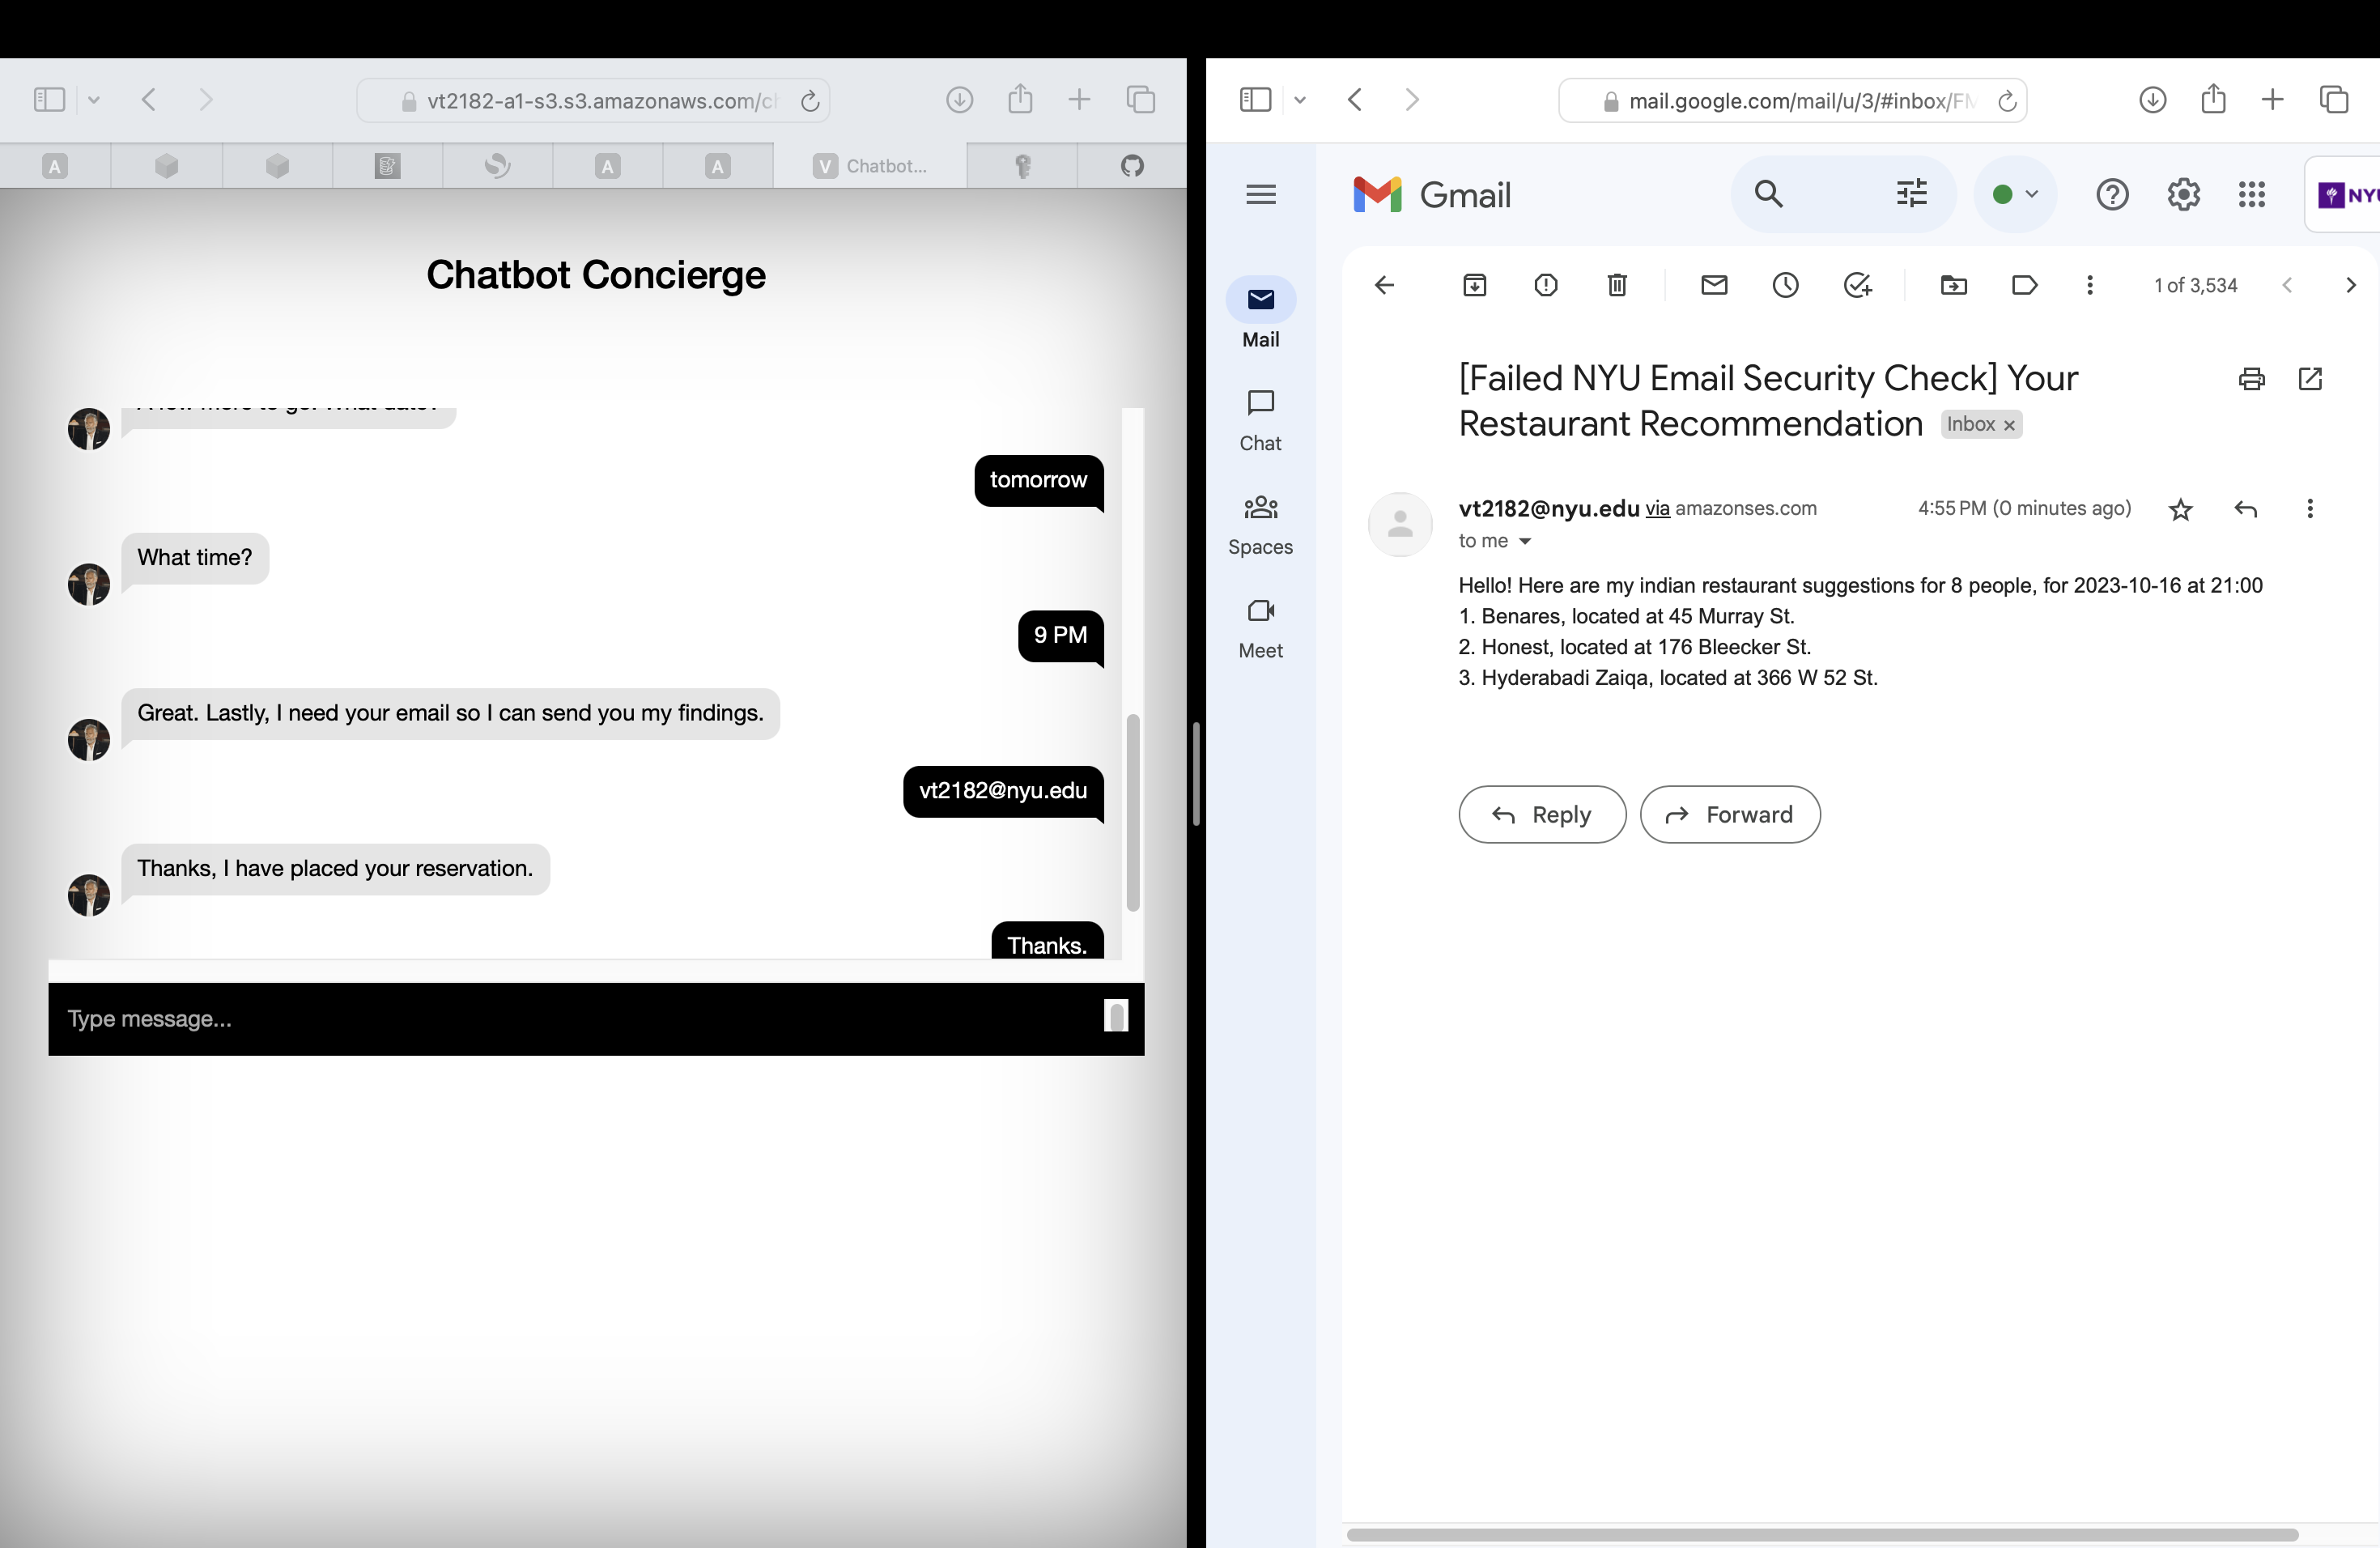 vt2182-a1-s3.s3.amazonaws.com/ch
A
A
A
V Chatbot...
Chatbot Concierge
tomorrow
What time?
9 PM
Great. Lastly, I need your email so I can send you my findings.
vt2182@nyu.edu
Thanks, I have placed your reservation.
Thanks.
Type message...
mail.google.com/mail/u/3/#inbox/FM
Gmail
NYU
Mail
Chat
Spaces
Meet
1 of 3,534
[Failed NYU Email Security Check] Your
Restaurant Recommendation Inbox ×
vt2182@nyu.edu via amazonses.com 4:55 PM (0 minutes ago)
to me
Hello! Here are my indian restaurant suggestions for 8 people, for 2023-10-16 at 21:00
1. Benares, located at 45 Murray St.
2. Honest, located at 176 Bleecker St.
3. Hyderabadi Zaiqa, located at 366 W 52 St.
Reply
Forward